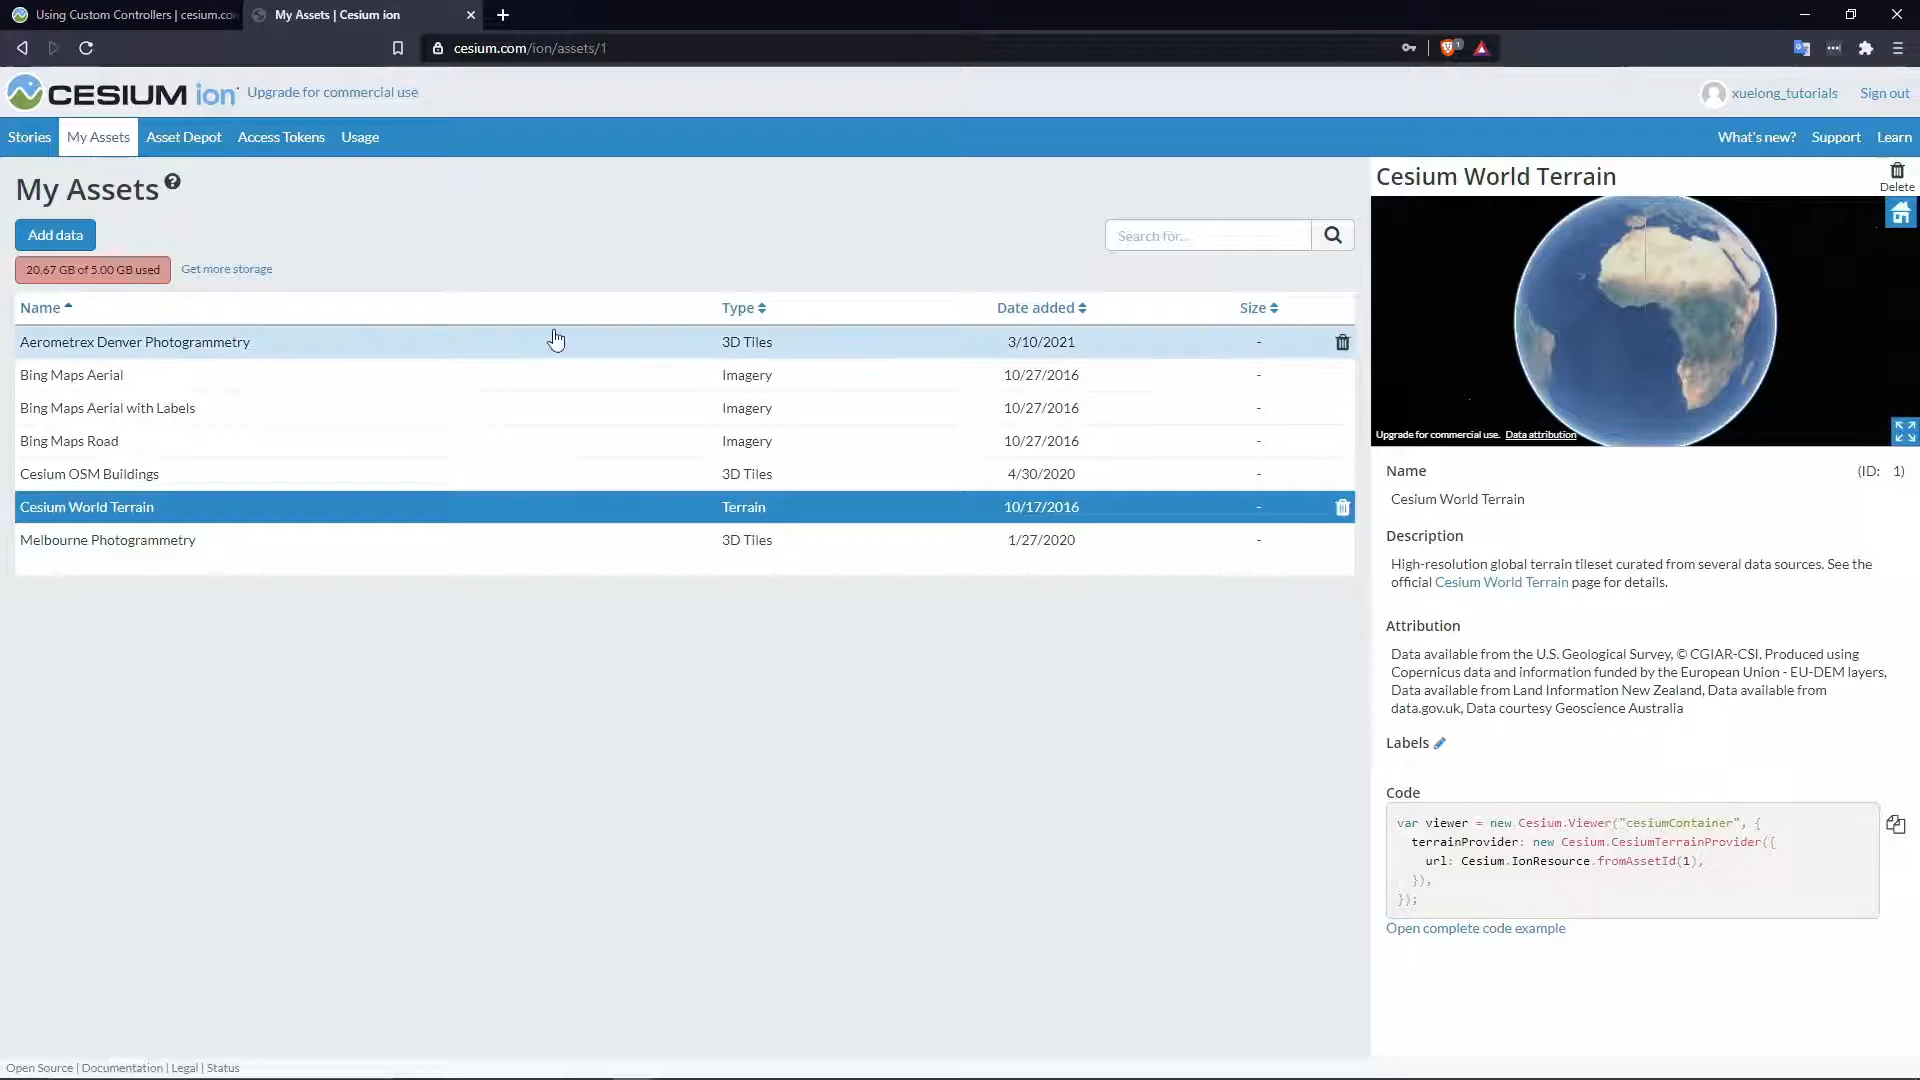 Using Custom Controllers | cesium.co
My Assets | Cesium ion
cesium.com/ion/assets/1
1
CESIUM ion
Upgrade for commercial use
xuelong_tutorials
Sign out
Stories
My Assets
Asset Depot
Access Tokens
Usage
What's new?
Support
Learn
My Assets
Add data
20.67 GB of 5.00 GB used
Get more storage
Search for...
Name Type Date added Size
Aerometrex Denver Photogrammetry 3D Tiles 3/10/2021 -
Bing Maps Aerial Imagery 10/27/2016 -
Bing Maps Aerial with Labels Imagery 10/27/2016 -
Bing Maps Road Imagery 10/27/2016 -
Cesium OSM Buildings 3D Tiles 4/30/2020 -
Cesium World Terrain Terrain 10/17/2016 -
Melbourne Photogrammetry 3D Tiles 1/27/2020 -
Cesium World Terrain
Delete
Upgrade for commercial use. Data attribution
Name (ID: 1)
Cesium World Terrain
Description
High-resolution global terrain tileset curated from several data sources. See the
official Cesium World Terrain page for details.
Attribution
Data available from the U.S. Geological Survey, © CGIAR-CSI, Produced using
Copernicus data and information funded by the European Union - EU-DEM layers,
Data available from Land Information New Zealand, Data available from
data.gov.uk, Data courtesy Geoscience Australia
Labels
Code
var viewer = new Cesium.Viewer("cesiumContainer", {
terrainProvider: new Cesium.CesiumTerrainProvider({
url: Cesium.IonResource.fromAssetId(1),
}),
});
Open complete code example
Open Source | Documentation | Legal | Status